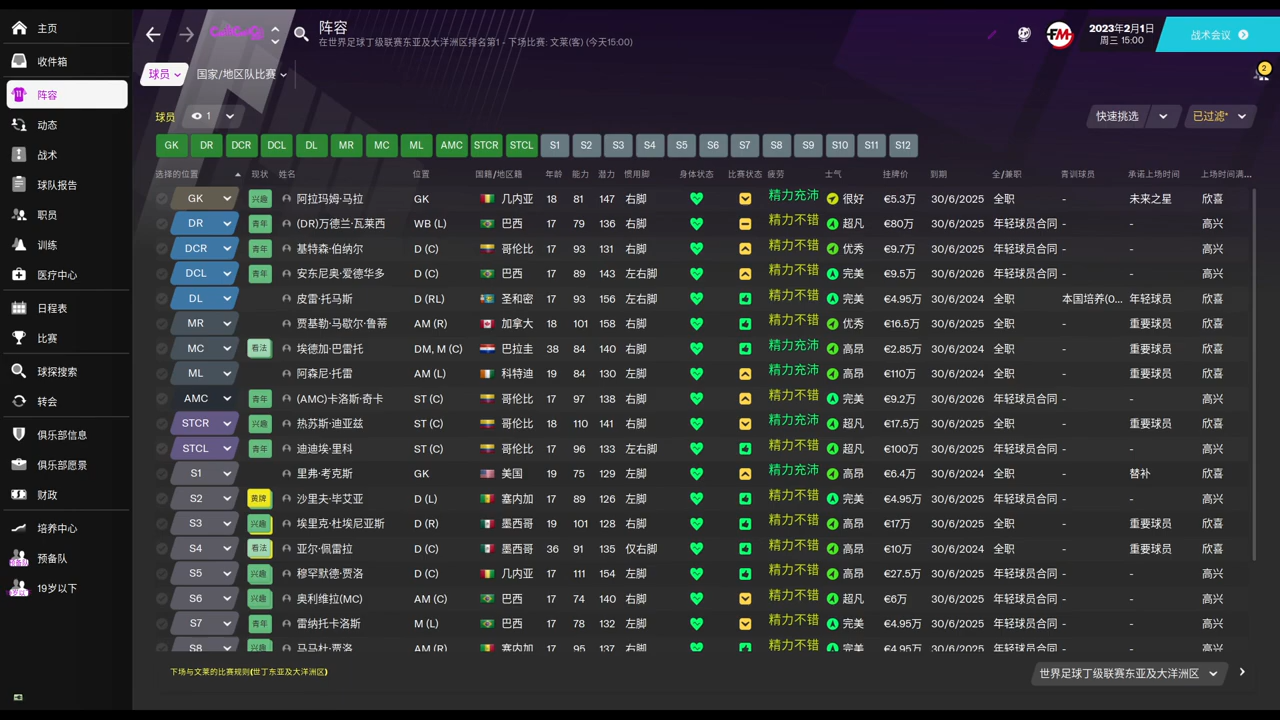 主页
收件箱
阵容
动态
战术
球队报告
职员
训练
医疗中心
日程表
比赛
球探搜索
转会
俱乐部信息
俱乐部愿景
财政
培养中心
预备队
19岁以下
阵容
在世界足球丁级联赛东亚及大洋洲区排名第1 - 下场比赛: 文莱(客) (今天15:00)
FM
2023年2月1日
周三 15:00
战术会议
2
球员 国家/地区队比赛
球员 1 快速挑选 已过滤*
GK DR DCR DCL DL MR MC ML AMC STCR STCL S1 S2 S3 S4 S5 S6 S7 S8 S9 S10 S11 S12
选择的位置 现状 姓名 位置 国籍/地区籍 年龄 能力 潜力 惯用脚 身体状态 比赛状态 疲劳 士气 挂牌价 到期 全/兼职 青训球员 承诺上场时间 上场时间满...
GK 兴趣 阿拉玛姆·马拉 GK 几内亚 18 81 147 右脚 精力充沛 很好 €5.3万 30/6/2025 全职 - 未来之星 欣喜
DR 青年 (DR)万德兰·瓦莱西 WB (L) 巴西 17 79 136 右脚 精力不错 超凡 €80万 30/6/2025 年轻球员合同 - - 高兴
DCR 青年 基特森·伯纳尔 D (C) 哥伦比 17 93 131 右脚 精力不错 优秀 €9.7万 30/6/2025 年轻球员合同 - - 高兴
DCL 青年 安东尼奥·爱德华多 D (C) 巴西 17 89 143 左右脚 精力不错 完美 €9.5万 30/6/2026 年轻球员合同 - - 高兴
DL 皮雷·托马斯 D (RL) 圣和密 17 93 156 左右脚 精力不错 完美 €4.95万 30/6/2024 全职 本国培养(0... 年轻球员 欣喜
MR 贾基勒·马歇尔·鲁蒂 AM (R) 加拿大 18 101 158 右脚 精力不错 优秀 €16.5万 30/6/2025 全职 - 重要球员 欣喜
MC 看法 埃德加·巴雷托 DM, M (C) 巴拉圭 38 84 140 右脚 精力充沛 高昂 €2.85万 30/6/2024 全职 - 重要球员 欣喜
ML 阿森尼·托雷 AM (L) 科特迪 19 84 130 左脚 精力不错 高昂 €110万 30/6/2025 全职 - 重要球员 欣喜
AMC 青年 (AMC)卡洛斯·奇卡 ST (C) 哥伦比 17 97 138 右脚 精力不错 完美 €9.2万 30/6/2026 年轻球员合同 - - 高兴
STCR 兴趣 热苏斯·迪亚兹 ST (C) 哥伦比 18 110 141 右脚 精力充沛 超凡 €17.5万 30/6/2025 全职 - 重要球员 欣喜
STCL 青年 迪迪埃·里科 ST (C) 哥伦比 17 96 133 左右脚 精力不错 超凡 €100万 30/6/2025 年轻球员合同 - - 高兴
S1 里弗·考克斯 GK 美国 19 75 129 左脚 精力充沛 高昂 €6.4万 30/6/2024 全职 - 替补 欣喜
S2 黄牌 沙里夫·毕艾亚 D (L) 塞内加 17 89 126 左脚 精力不错 完美 €4.95万 30/6/2025 年轻球员合同 - - 高兴
S3 兴趣 埃里克·杜埃尼亚斯 D (R) 墨西哥 19 101 128 右脚 精力不错 高昂 €17万 30/6/2025 全职 - 重要球员 欣喜
S4 看法 亚尔·佩雷拉 D (C) 墨西哥 36 91 135 仅右脚 精力不错 高昂 €10万 30/6/2024 全职 - 重要球员 欣喜
S5 兴趣 穆罕默德·贾洛 D (C) 几内亚 17 111 154 左脚 精力不错 高昂 €27.5万 30/6/2025 年轻球员合同 - - 高兴
S6 兴趣 奥利维拉(MC) AM (C) 巴西 17 74 140 右脚 精力不错 超凡 €6万 30/6/2025 年轻球员合同 - - 高兴
S7 青年 雷纳托卡洛斯 M (L) 巴西 17 78 132 左脚 精力不错 完美 €4.95万 30/6/2025 年轻球员合同 - - 高兴
S8 兴趣 马马杜·贾洛 AM (R) 塞内加 17 95 137 右脚 精力不错 完美 €4.95万 30/6/2025 年轻球员合同 - - 高兴
下场与文莱的比赛规则(世丁东亚及大洋洲区)
世界足球丁级联赛东亚及大洋洲区